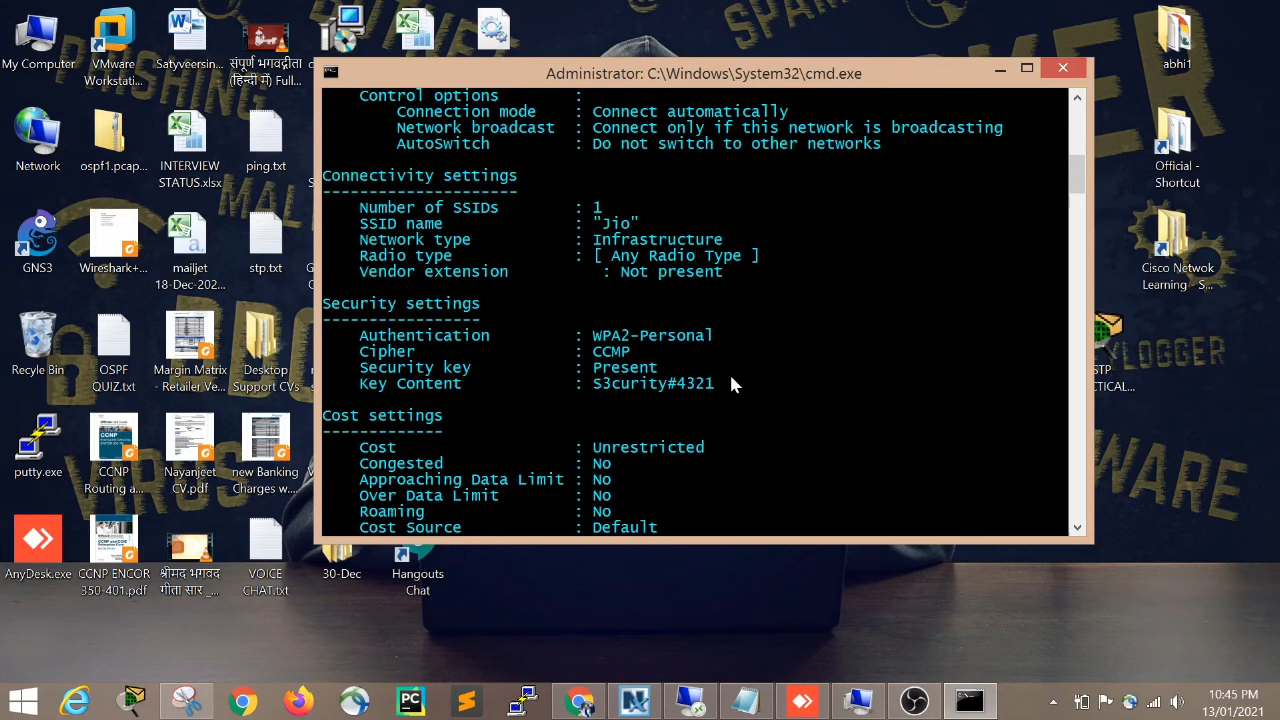 My Computer
VMware
Workstati...
Satyveersin...
संपूर्ण भगवद्गीता
(हिन्दी में) Full...
abhi1
Administrator: C:\Windows\System32\cmd.exe
Control options :
Connection mode : Connect automatically
Network broadcast : Connect only if this network is broadcasting
AutoSwitch : Do not switch to other networks
Connectivity settings
---------------------
Number of SSIDs : 1
SSID name : "Jio"
Network type : Infrastructure
Radio type : [ Any Radio Type ]
Vendor extension : Not present
Security settings
-----------------
Authentication : WPA2-Personal
Cipher : CCMP
Security key : Present
Key Content : S3curity#4321
Cost settings
-------------
Cost : Unrestricted
Congested : No
Approaching Data Limit : No
Over Data Limit : No
Roaming : No
Cost Source : Default
Network
ospf1.pcap...
INTERVIEW
STATUS.xlsx
ping.txt
Official -
Shortcut
GNS3
Wireshark+...
mailjet
18-Dec-202...
stp.txt
Cisco Netwok
Learning - S...
Recyle Bin
OSPF
QUIZ.txt
Margin Matrix
- Retailer Ve...
Desktop
Support CVs
STP
putty.exe
CCNP
Routing a...
Nayanjeet
CV.pdf
new Banking
Charges w...
AnyDesk.exe
CCNP ENCOR
350-401.pdf
श्रीमद भगवद
गीता सार _...
VOICE
CHAT.txt
30-Dec
Hangouts
Chat
10:45 PM
13/01/2021